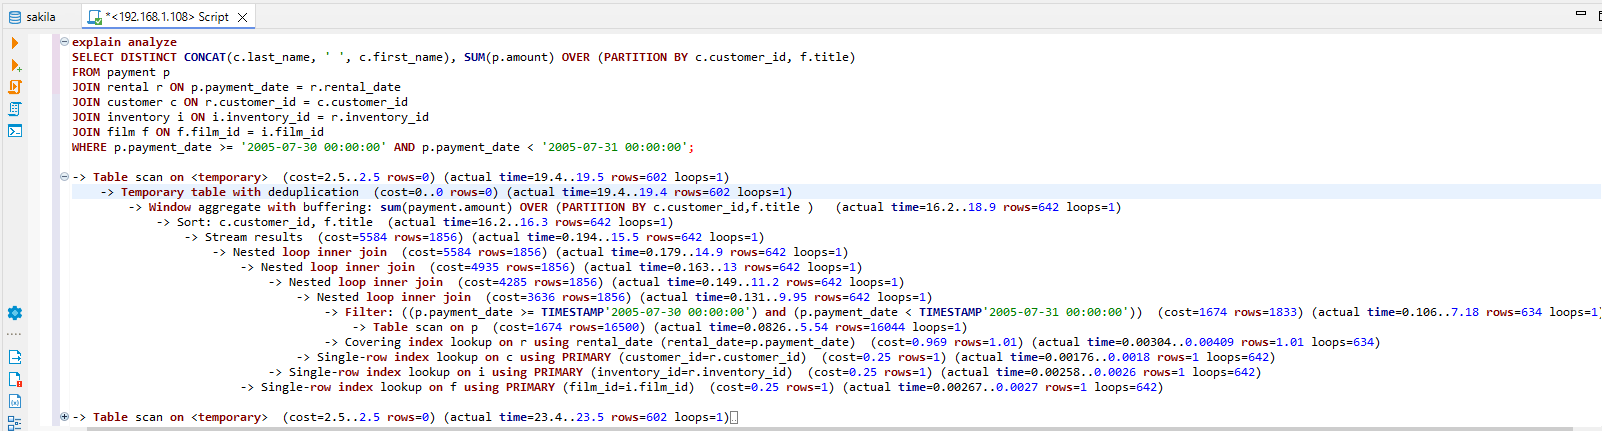 sakila
*<192.168.1.108> Script
explain analyze
SELECT DISTINCT CONCAT(c.last_name, ' ', c.first_name), SUM(p.amount) OVER (PARTITION BY c.customer_id, f.title)
FROM payment p
JOIN rental r ON p.payment_date = r.rental_date
JOIN customer c ON r.customer_id = c.customer_id
JOIN inventory i ON i.inventory_id = r.inventory_id
JOIN film f ON f.film_id = i.film_id
WHERE p.payment_date >= '2005-07-30 00:00:00' AND p.payment_date < '2005-07-31 00:00:00';
-> Table scan on <temporary>  (cost=2.5..2.5 rows=0) (actual time=19.4..19.5 rows=602 loops=1)
-> Temporary table with deduplication  (cost=0..0 rows=0) (actual time=19.4..19.4 rows=602 loops=1)
-> Window aggregate with buffering: sum(payment.amount) OVER (PARTITION BY c.customer_id,f.title )   (actual time=16.2..18.9 rows=642 loops=1)
-> Sort: c.customer_id, f.title  (actual time=16.2..16.3 rows=642 loops=1)
-> Stream results  (cost=5584 rows=1856) (actual time=0.194..15.5 rows=642 loops=1)
-> Nested loop inner join  (cost=5584 rows=1856) (actual time=0.179..14.9 rows=642 loops=1)
-> Nested loop inner join  (cost=4935 rows=1856) (actual time=0.163..13 rows=642 loops=1)
-> Nested loop inner join  (cost=4285 rows=1856) (actual time=0.149..11.2 rows=642 loops=1)
-> Nested loop inner join  (cost=3636 rows=1856) (actual time=0.131..9.95 rows=642 loops=1)
-> Filter: ((p.payment_date >= TIMESTAMP'2005-07-30 00:00:00') and (p.payment_date < TIMESTAMP'2005-07-31 00:00:00'))  (cost=1674 rows=1833) (actual time=0.106..7.18 rows=634 loops=1)
-> Table scan on p  (cost=1674 rows=16500) (actual time=0.0826..5.54 rows=16044 loops=1)
-> Covering index lookup on r using rental_date (rental_date=p.payment_date)  (cost=0.969 rows=1.01) (actual time=0.00304..0.00409 rows=1.01 loops=634)
-> Single-row index lookup on c using PRIMARY (customer_id=r.customer_id)  (cost=0.25 rows=1) (actual time=0.00176..0.0018 rows=1 loops=642)
-> Single-row index lookup on i using PRIMARY (inventory_id=r.inventory_id)  (cost=0.25 rows=1) (actual time=0.00258..0.0026 rows=1 loops=642)
-> Single-row index lookup on f using PRIMARY (film_id=i.film_id)  (cost=0.25 rows=1) (actual time=0.00267..0.0027 rows=1 loops=642)
-> Table scan on <temporary>  (cost=2.5..2.5 rows=0) (actual time=23.4..23.5 rows=602 loops=1)